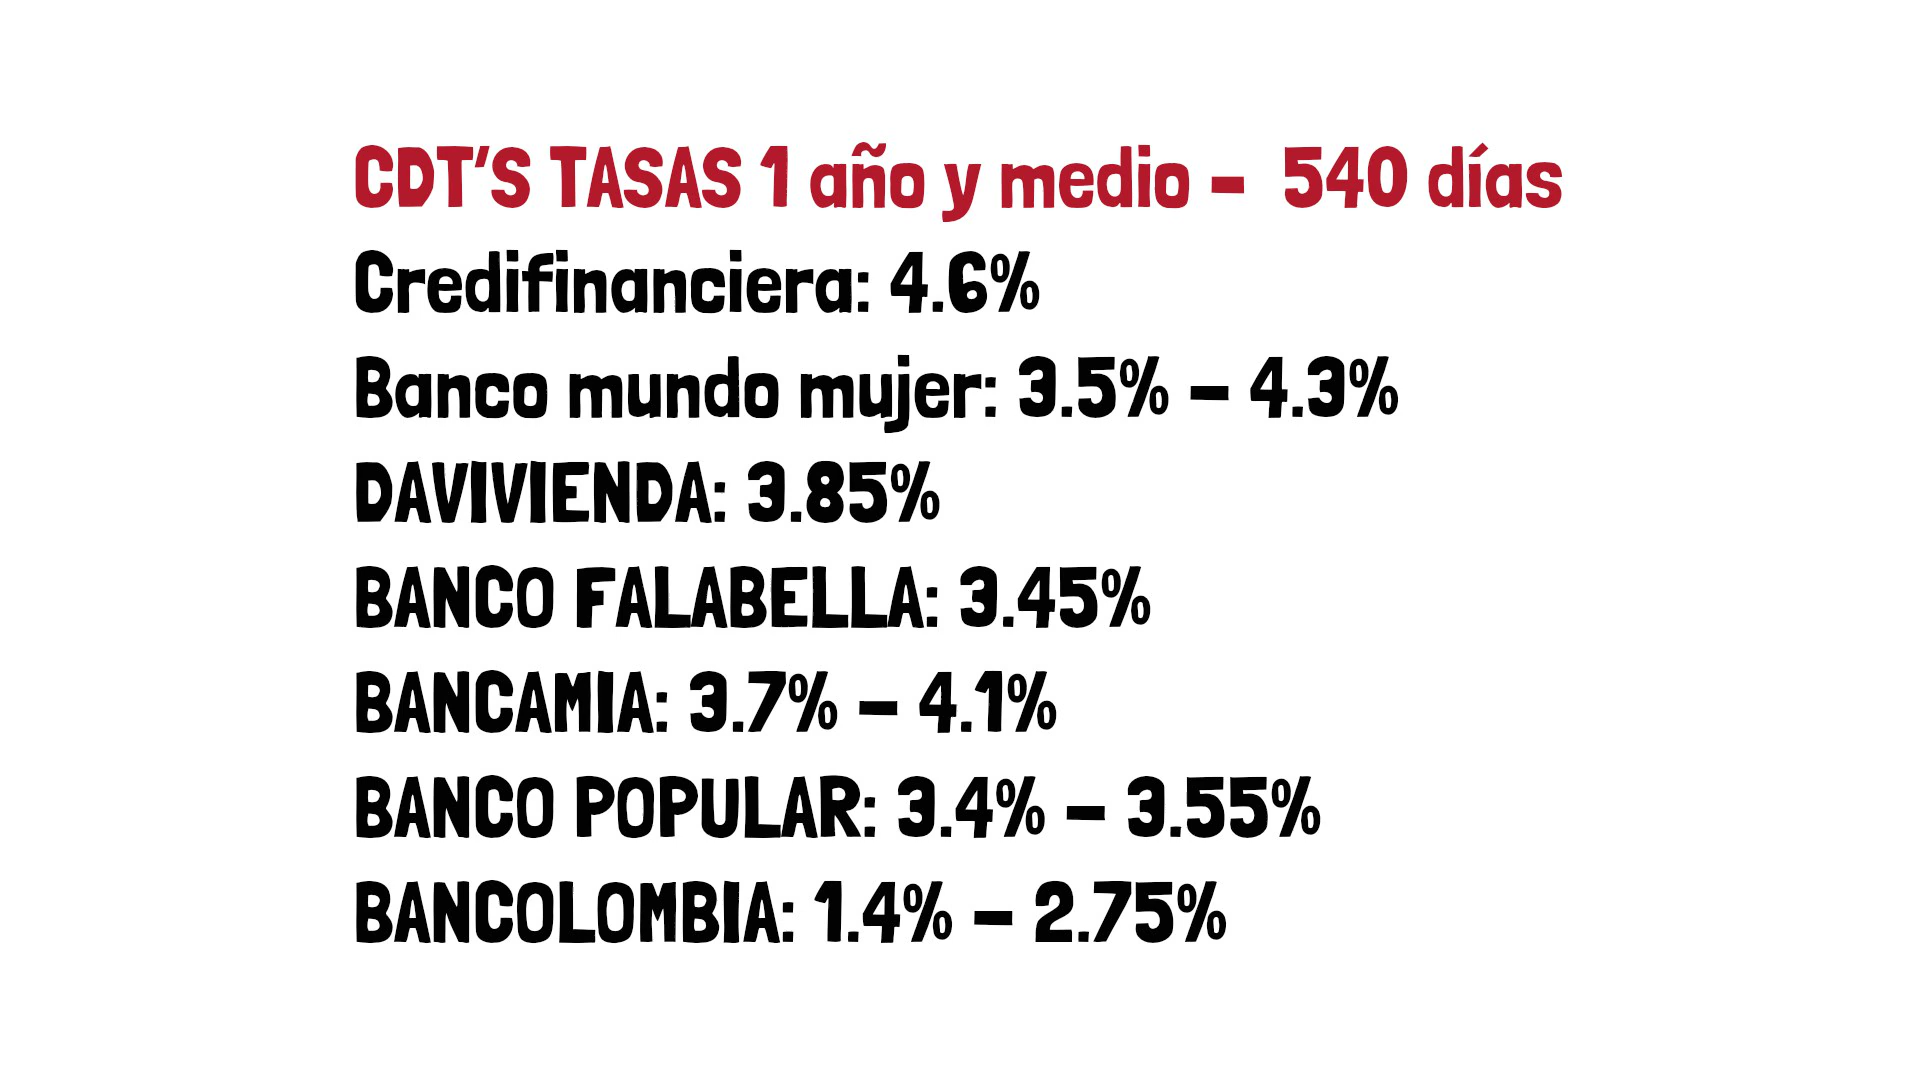 CDT'S TASAS 1 año y medio – 540 días
Credifinanciera: 4.6%
Banco mundo mujer: 3.5% – 4.3%
DAVIVIENDA: 3.85%
BANCO FALABELLA: 3.45%
BANCAMIA: 3.7% – 4.1%
BANCO POPULAR: 3.4% – 3.55%
BANCOLOMBIA: 1.4% – 2.75%